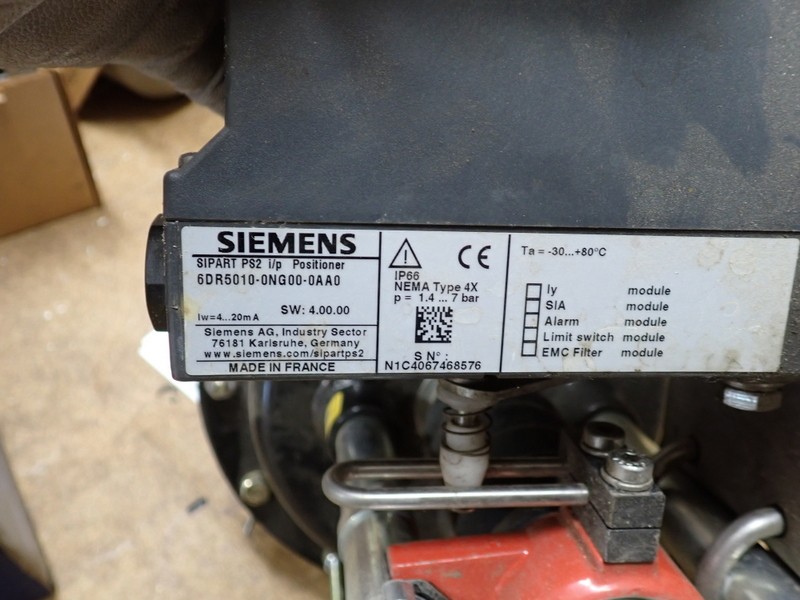 SIEMENS
SIPART PS2 i/p Positioner
6DR5010-0NG00-0AA0
SW: 4.00.00
Iw=4...20mA
Siemens AG, Industry Sector
76181 Karlsruhe, Germany
www.siemens.com/sipartps2
MADE IN FRANCE
CE
IP66
NEMA Type 4X
p = 1.4 ... 7 bar
S N° :
N1C4067468576
Ta = -30...+80°C
Iy module
SIA module
Alarm module
Limit switch module
EMC Filter module